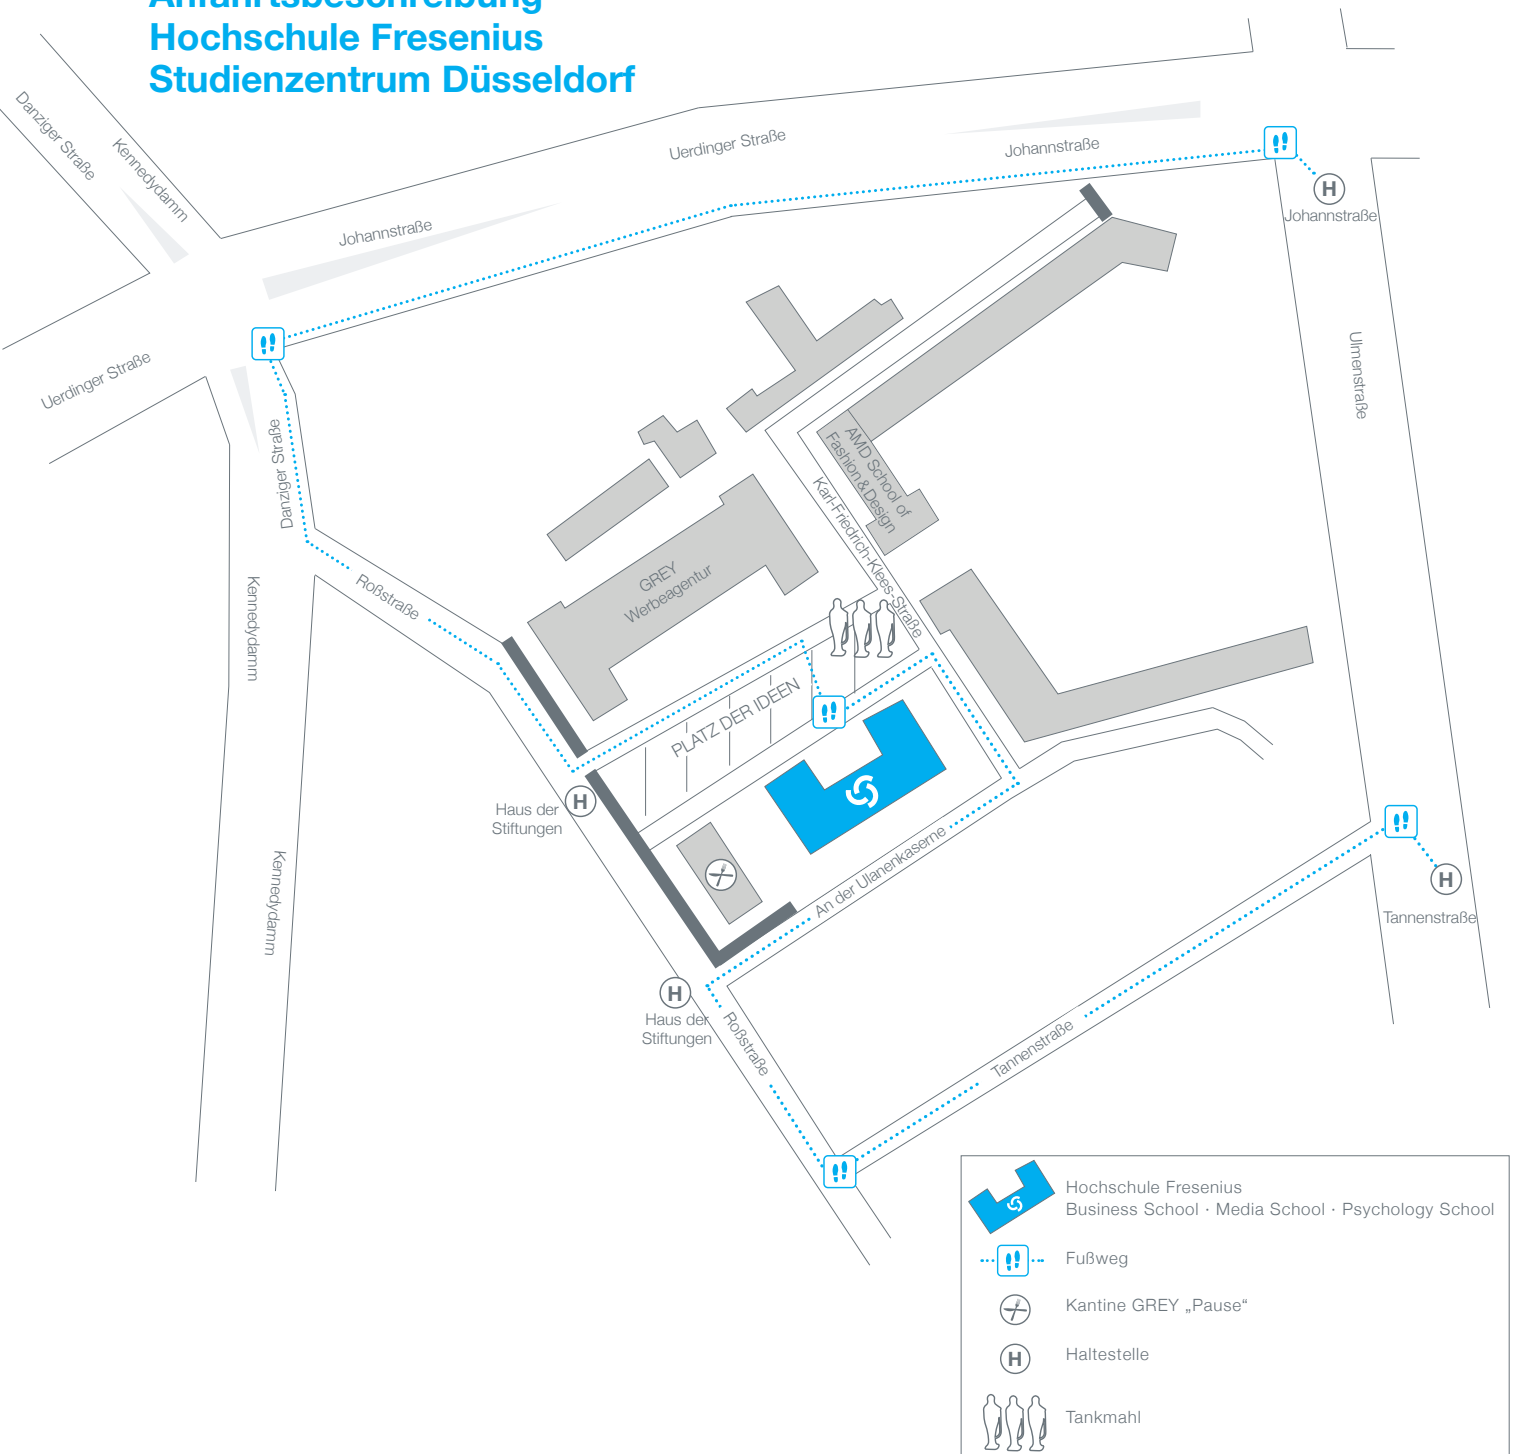 Anfahrtsbeschreibung
Hochschule Fresenius
Studienzentrum Düsseldorf
Danziger Straße
Kennedydamm
Uerdinger Straße
Johannstraße
H
Johannstraße
Johannstraße
Uerdinger Straße
Ulmenstraße
Danziger Straße
AMD School of
Fashion & Design
Karl-Friedrich-Klees-Straße
GREY
Werbeagentur
Kennedydamm
Roßstraße
PLATZ DER IDEEN
H
Haus der
Stiftungen
Kennedydamm
An der Ulanenkaserne
H
Tannenstraße
H
Haus der
Stiftungen
Roßstraße
Tannenstraße
Hochschule Fresenius
Business School · Media School · Psychology School
Fußweg
Kantine GREY „Pause“
H
Haltestelle
Tankmahl